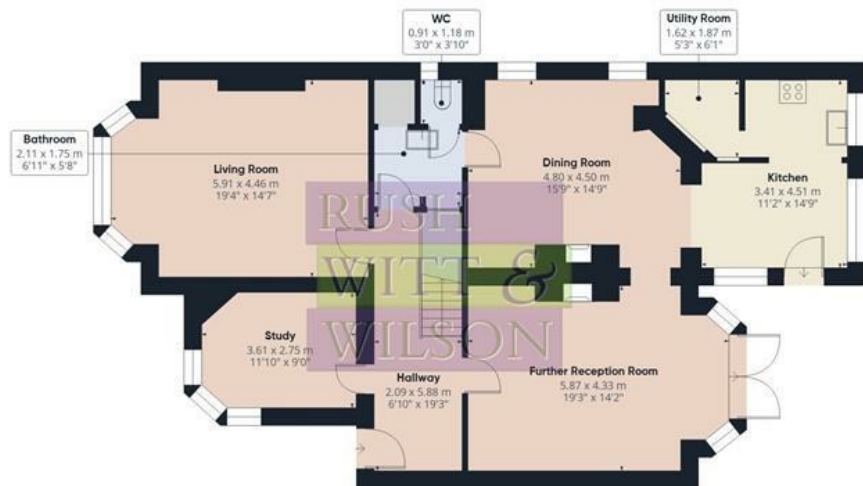 WC
0.91 x 1.18 m
3'0" x 3'10"
Utility Room
1.62 x 1.87 m
5'3" x 6'1"
Bathroom
2.11 x 1.75 m
6'11" x 5'8"
Living Room
5.91 x 4.46 m
19'4" x 14'7"
Dining Room
4.80 x 4.50 m
15'9" x 14'9"
Kitchen
3.41 x 4.51 m
11'2" x 14'9"
RUSH
WITT &
WILSON
Study
3.61 x 2.75 m
11'10" x 9'0"
Hallway
2.09 x 5.88 m
6'10" x 19'3"
Further Reception Room
5.87 x 4.33 m
19'3" x 14'2"